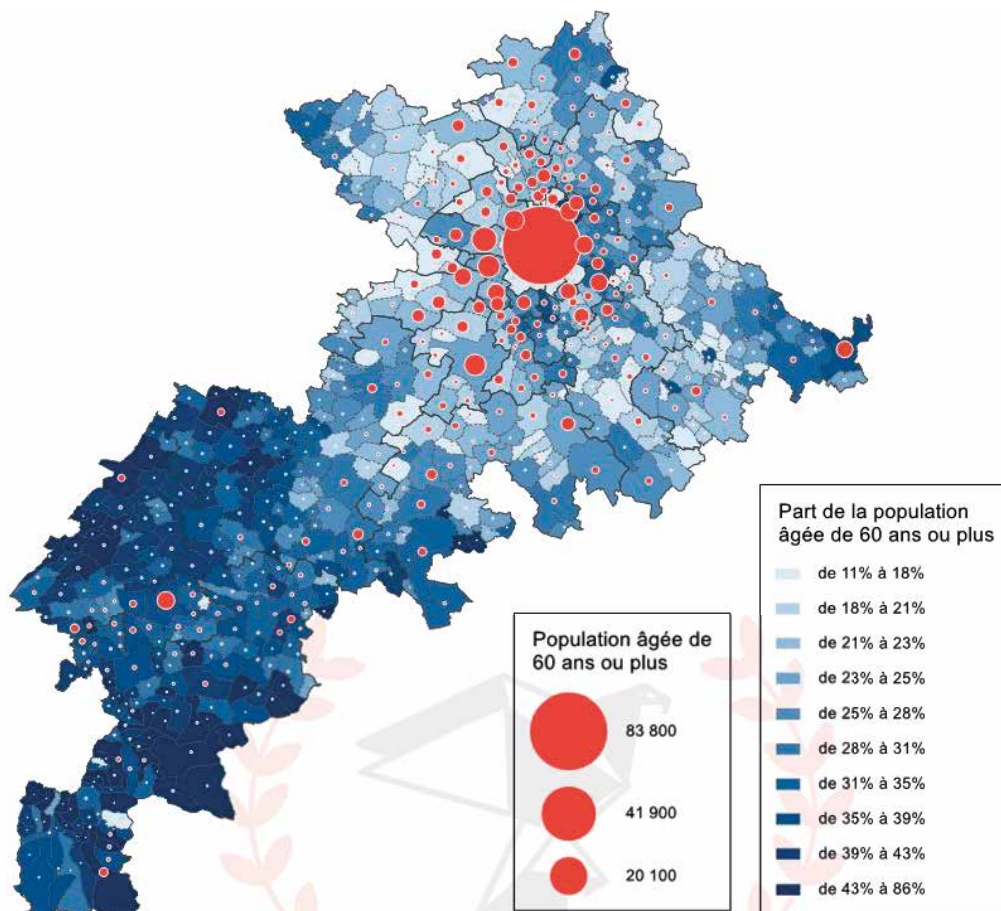 Part de la population
âgée de 60 ans ou plus
de 11% à 18%
de 18% à 21%
de 21% à 23%
de 23% à 25%
de 25% à 28%
de 28% à 31%
de 31% à 35%
de 35% à 39%
de 39% à 43%
de 43% à 86%
Population âgée de
60 ans ou plus
83 800
41 900
20 100